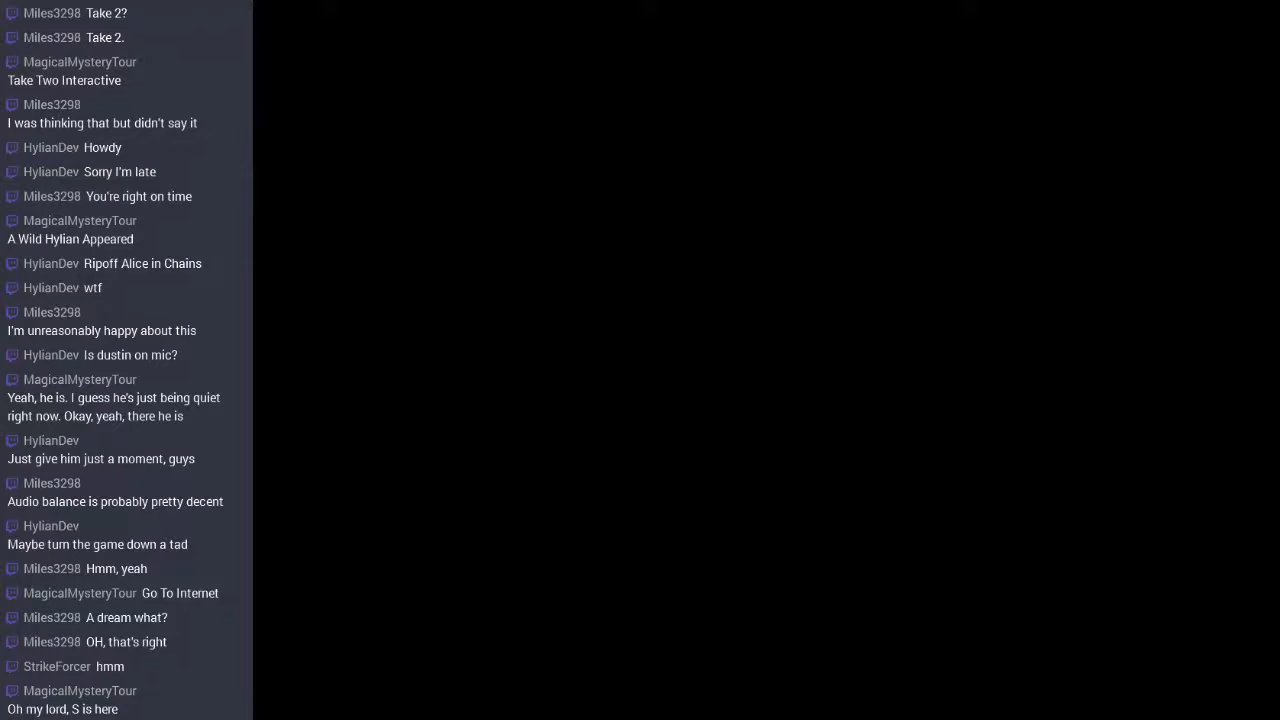 Miles3298 Take 2?
Miles3298 Take 2.
MagicalMysteryTour
Take Two Interactive
Miles3298
I was thinking that but didn't say it
HylianDev Howdy
HylianDev Sorry I'm late
Miles3298 You're right on time
MagicalMysteryTour
A Wild Hylian Appeared
HylianDev Ripoff Alice in Chains
HylianDev wtf
Miles3298
I'm unreasonably happy about this
HylianDev Is dustin on mic?
MagicalMysteryTour
Yeah, he is. I guess he's just being quiet
right now. Okay, yeah, there he is
HylianDev
Just give him just a moment, guys
Miles3298
Audio balance is probably pretty decent
HylianDev
Maybe turn the game down a tad
Miles3298 Hmm, yeah
MagicalMysteryTour Go To Internet
Miles3298 A dream what?
Miles3298 OH, that's right
StrikeForcer hmm
MagicalMysteryTour
Oh my lord, S is here